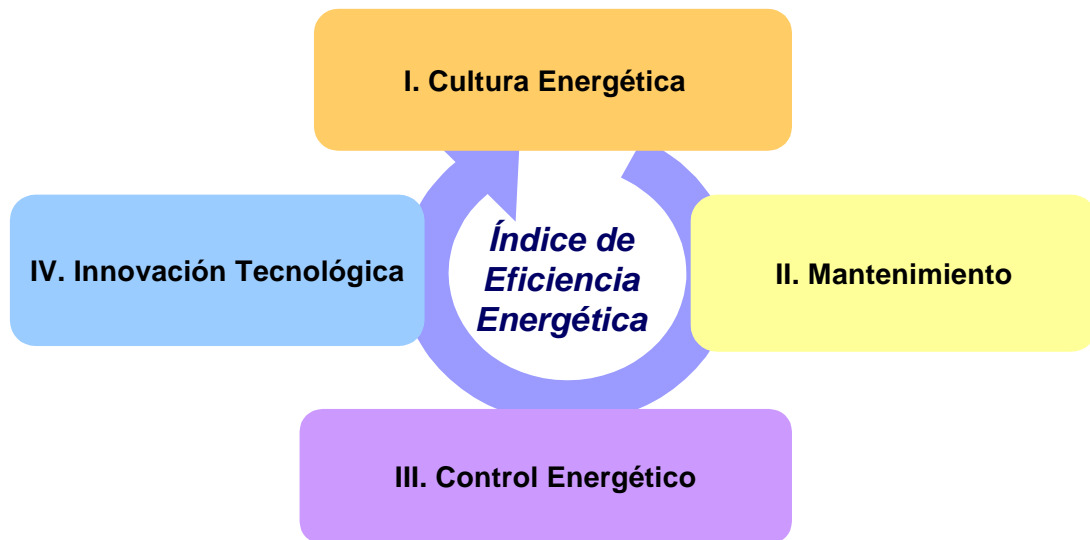 I. Cultura Energética
IV. Innovación Tecnológica
Índice de
Eficiencia
Energética
II. Mantenimiento
III. Control Energético